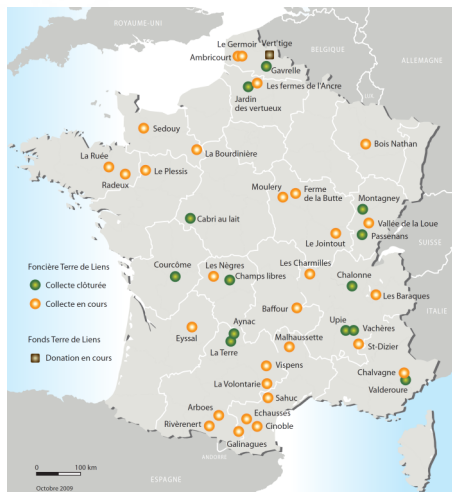 ROYAUME-UNI
BELGIQUE
ALLEMAGNE
LUX.
SUISSE
ITALIE
ESPAGNE
ANDORRE
Le Germoir
Vert'tige
Ambricourt
Gavrelle
Les fermes de l'Ancre
Jardin
des vertueux
Sedouy
La Bourdinière
Bois Nathan
La Ruée
Le Plessis
Radeux
Moulery
Ferme
de la Butte
Montagney
Cabri au lait
Vallée de la Loue
Le Jointout
Passenans
Courcôme
Les Nègres
Champs libres
Les Charmilles
Chalonne
Les Baraques
Baffour
Eyssal
Aynac
La Terre
Malhaussette
Upie
Vachères
St-Dizier
Vispens
Chalvagne
Valderoure
La Volontarie
Sahuc
Arboes
Echausses
Rivèrenert
Cinoble
Galinagues
Foncière Terre de Liens
Collecte clôturée
Collecte en cours
Fonds Terre de Liens
Donation en cours
0 100 km
Octobre 2009